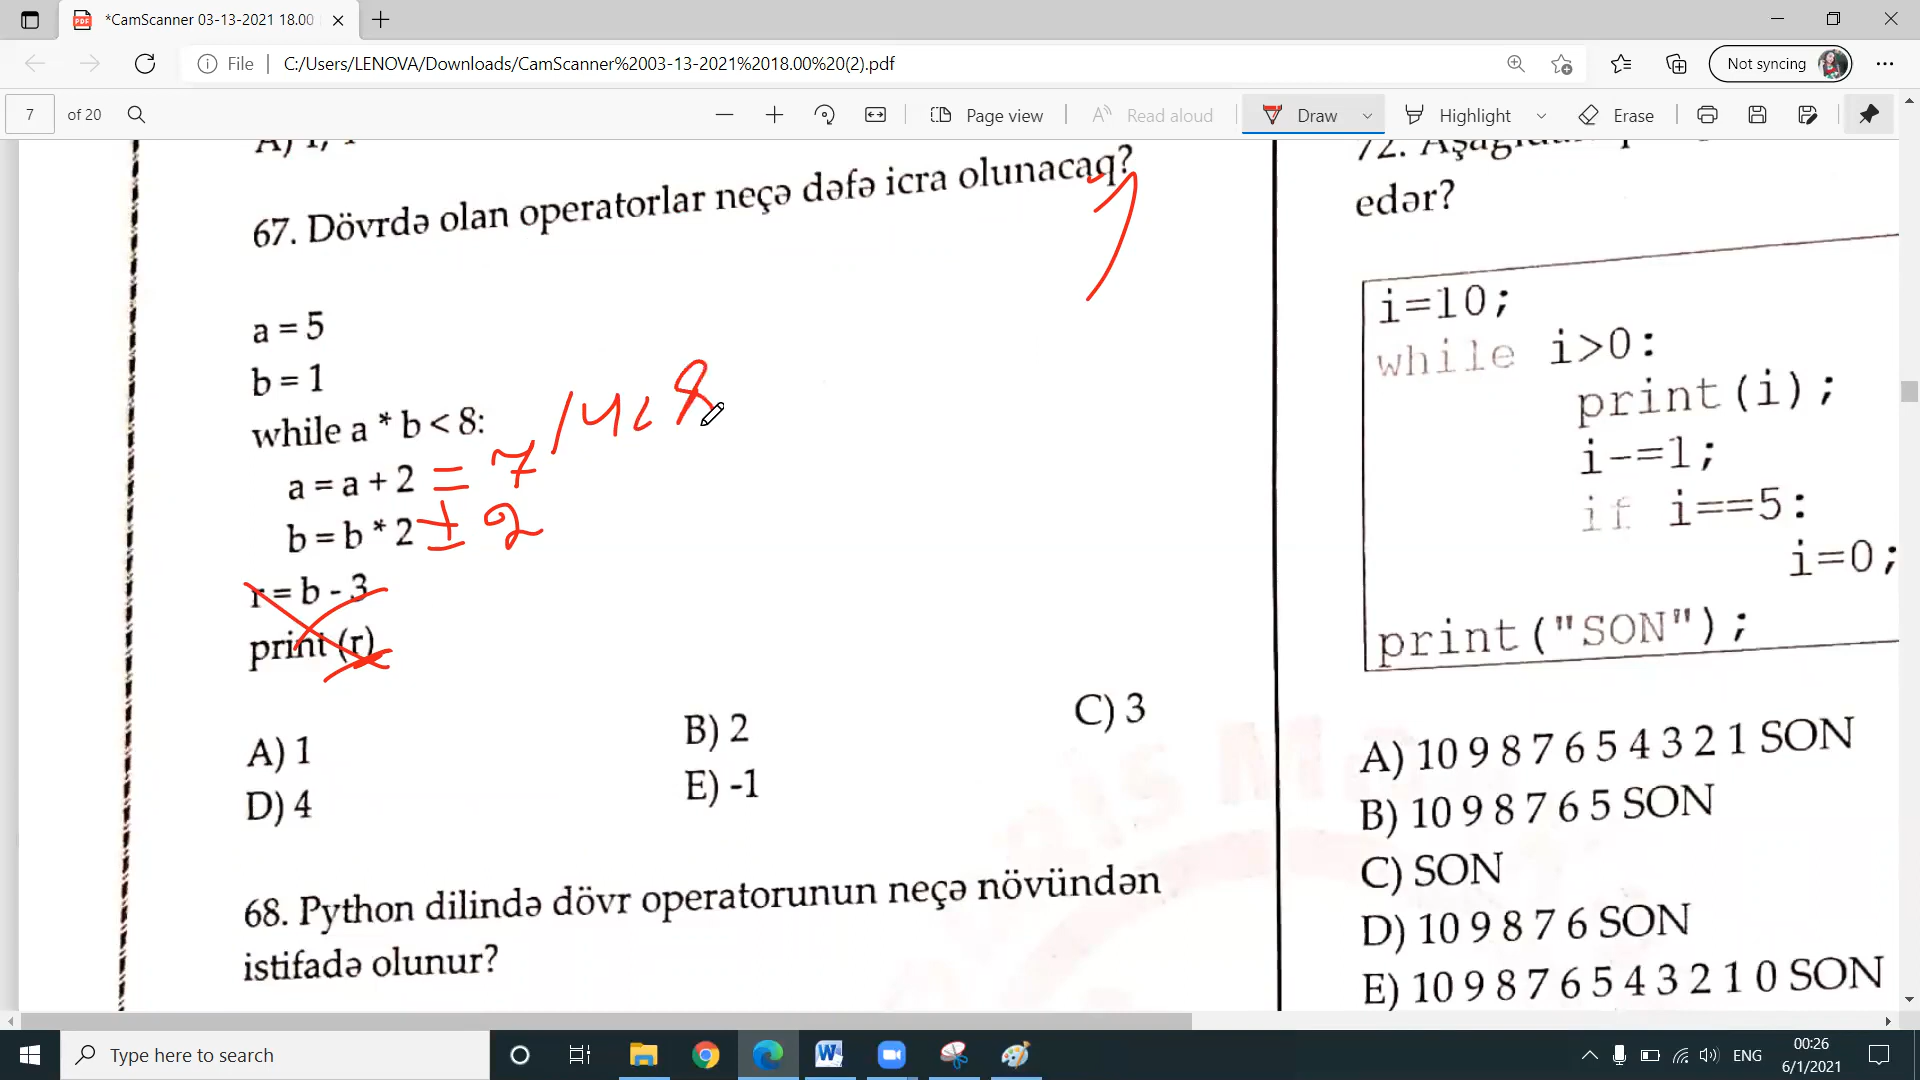 *CamScanner 03-13-2021 18.00
File
C:/Users/LENOVA/Downloads/CamScanner%2003-13-2021%2018.00%20(2).pdf
Not syncing
7 of 20
Page view
Read aloud
Draw
Highlight
Erase
67. Dövrdə olan operatorlar neçə dəfə icra olunacaq?
a = 5
b = 1
while a * b < 8:
14 < 8
a = a + 2 = 7
b = b * 2 = 2
r = b - 3
print (r)
A) 1
B) 2
C) 3
D) 4
E) -1
68. Python dilində dövr operatorunun neçə növündən
istifadə olunur?
edər?
i=10;
while i>0:
print(i);
i-=1;
if i==5:
i=0;
print("SON");
A) 10 9 8 7 6 5 4 3 2 1 SON
B) 10 9 8 7 6 5 SON
C) SON
D) 10 9 8 7 6 SON
E) 10 9 8 7 6 5 4 3 2 1 0 SON
Type here to search
ENG
00:26
6/1/2021